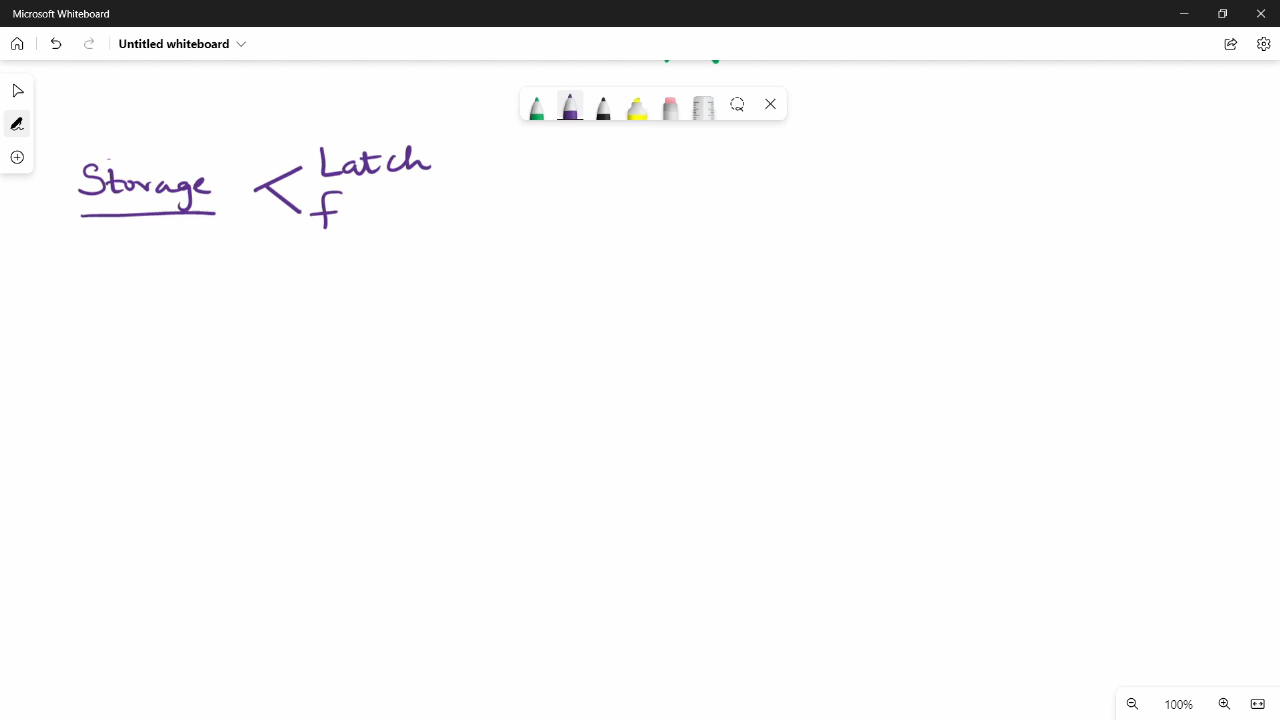 Microsoft Whiteboard
Untitled whiteboard
Storage < Latch
f
100%